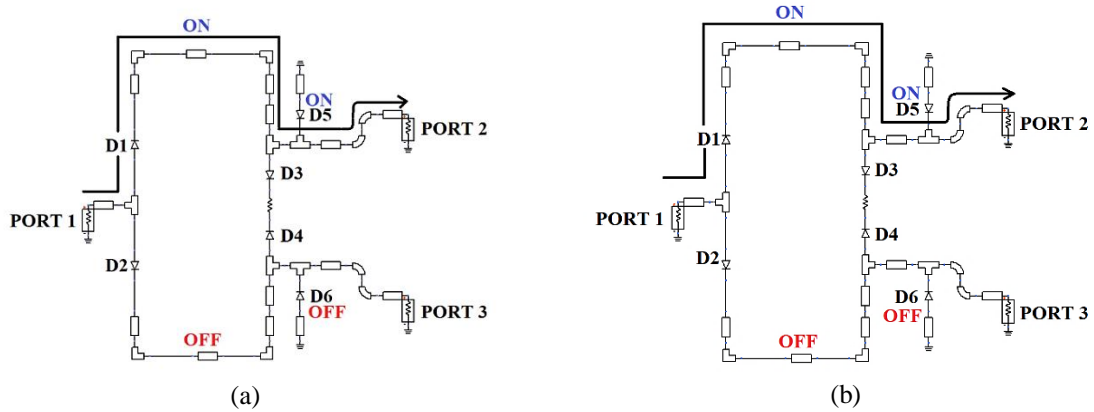 ON
ON
D5
D1
PORT 2
D3
PORT 1
D4
D2
D6
OFF
PORT 3
OFF
(a)
ON
ON
D5
D1
PORT 2
D3
PORT 1
D4
D2
D6
OFF
PORT 3
OFF
(b)